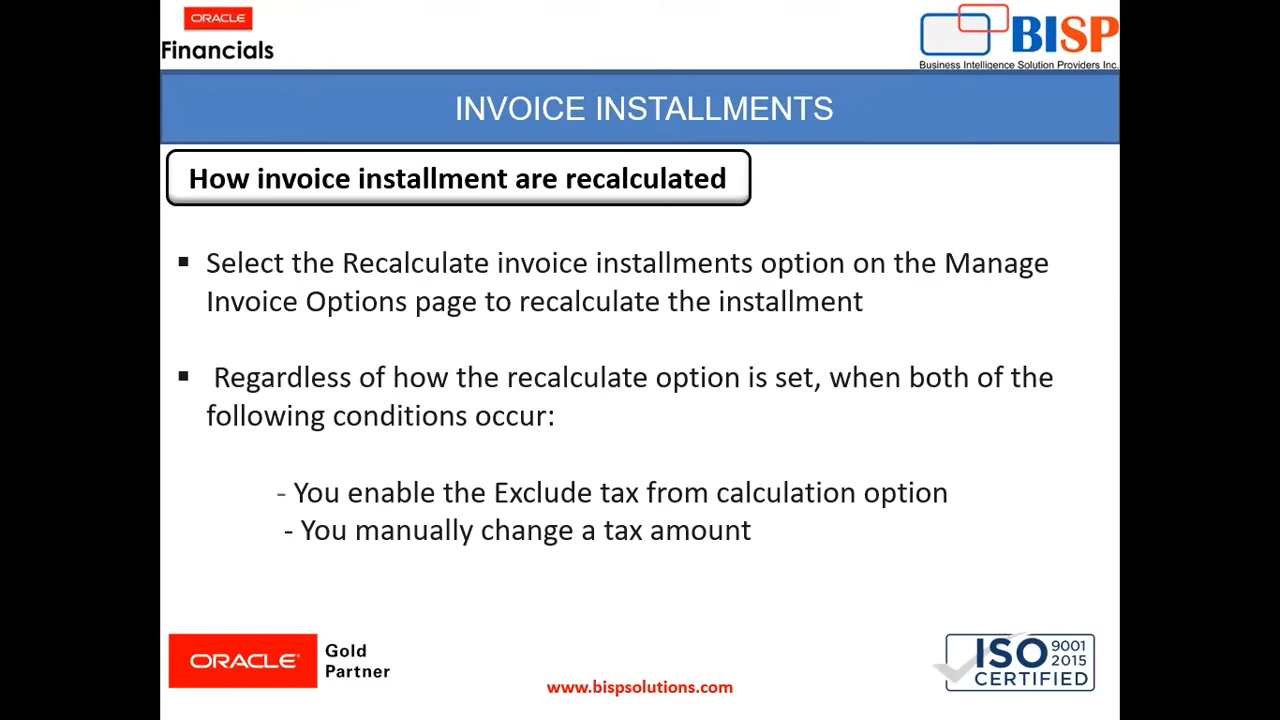 ORACLE
Financials
BISP
Business Intelligence Solution Providers Inc.
INVOICE INSTALLMENTS
How invoice installment are recalculated
▪ Select the Recalculate invoice installments option on the Manage
Invoice Options page to recalculate the installment
▪ Regardless of how the recalculate option is set, when both of the
following conditions occur:
- You enable the Exclude tax from calculation option
- You manually change a tax amount
ORACLE®
Gold
Partner
www.bispsolutions.com
ISO 9001
2015
CERTIFIED